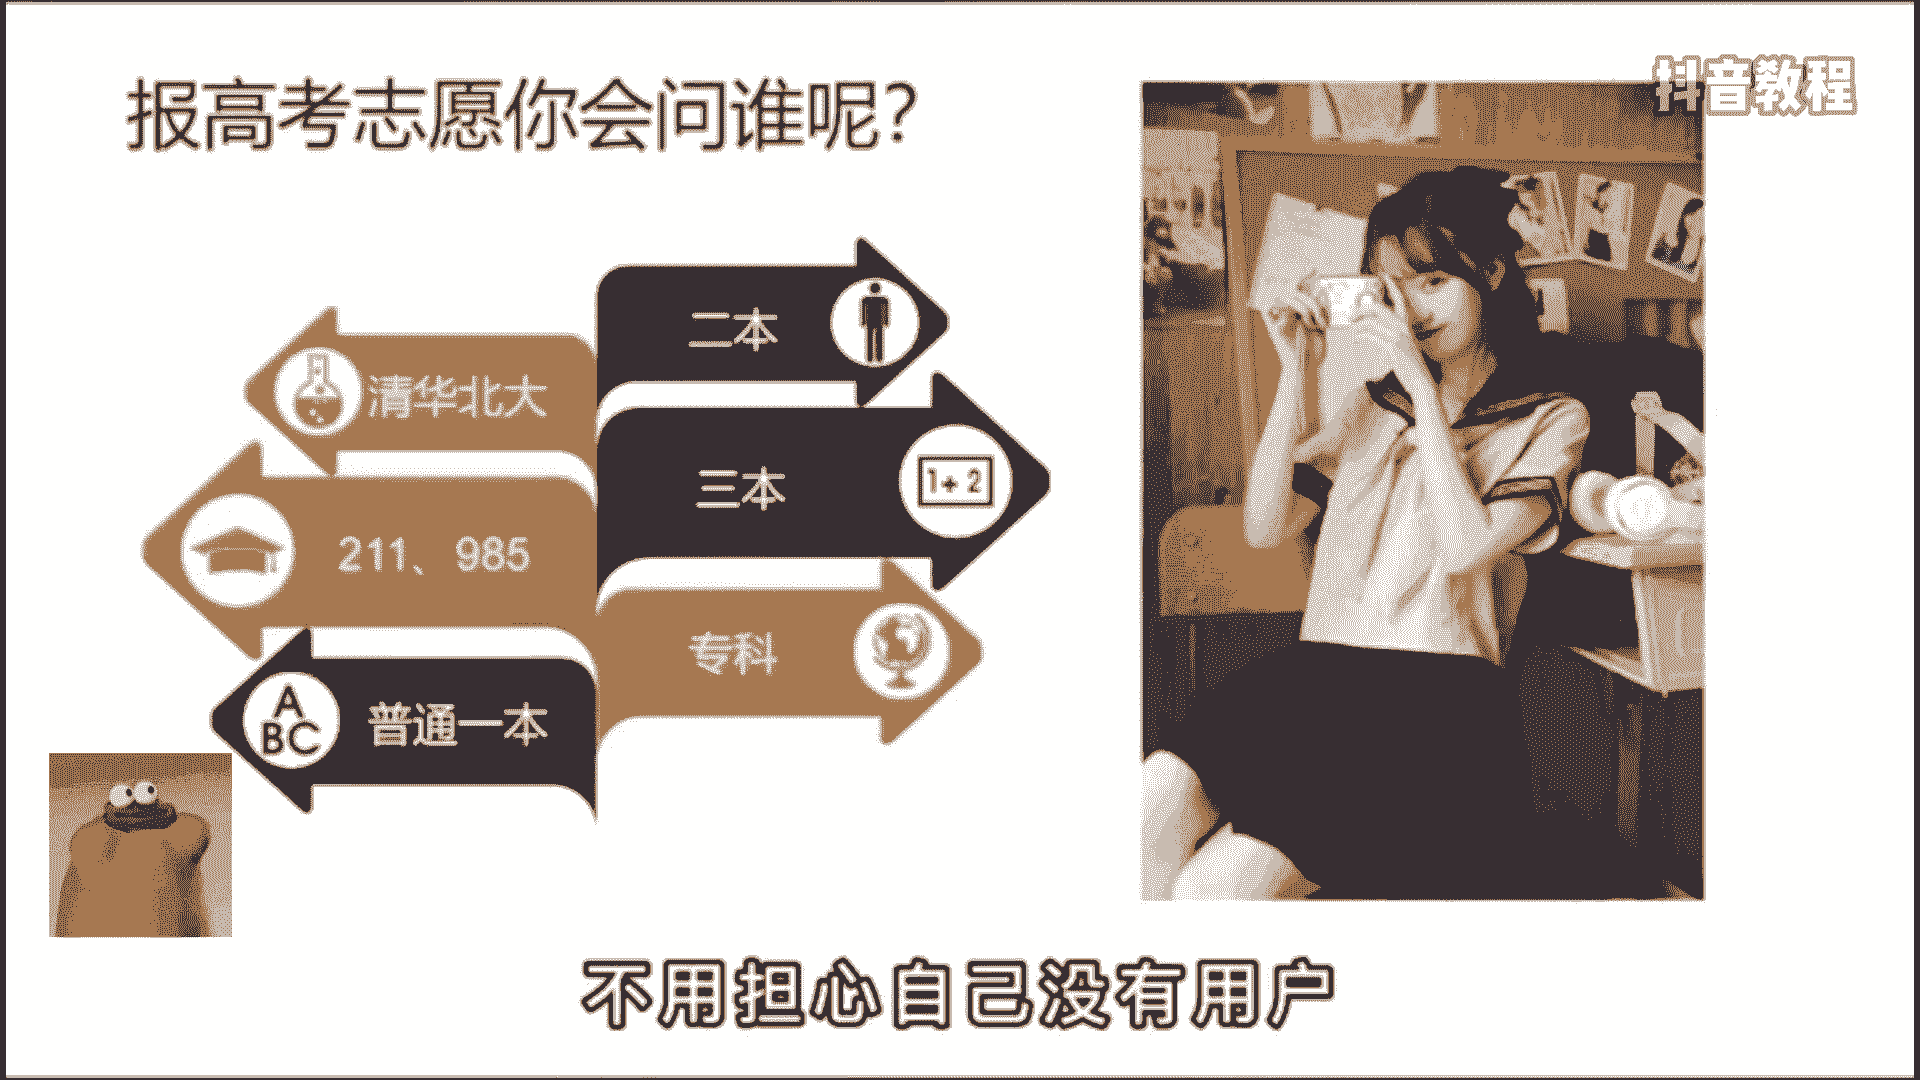 抖音教程
报高考志愿你会问谁呢?
二本
清华北大
三本
1+2
211、985
专科
普通一本
A
BC
不用担心自己没有用户